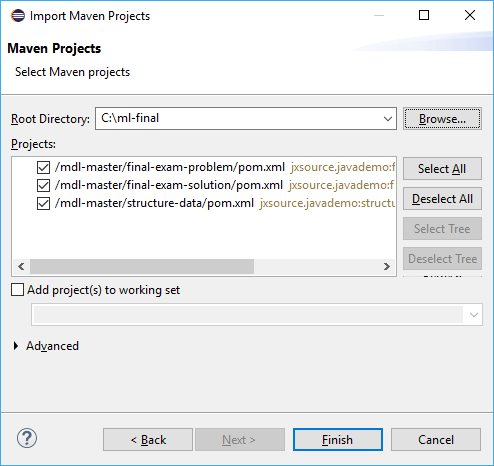 Import Maven Projects
Maven Projects
Select Maven projects
Root Directory: C:\ml-final Browse...
Projects:
/mdl-master/final-exam-problem/pom.xml jxsource.javademo:f
/mdl-master/final-exam-solution/pom.xml jxsource.javademo:f
/mdl-master/structure-data/pom.xml jxsource.javademo:structu
Select All
Deselect All
Select Tree
Deselect Tree
Add project(s) to working set
Advanced
? < Back Next > Finish Cancel